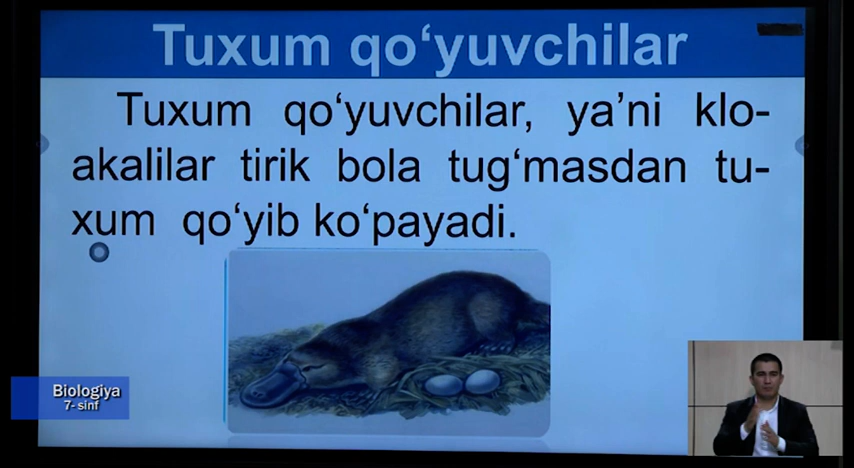 Tuxum qo‘yuvchilar
Tuxum qo‘yuvchilar, ya’ni klo-
akalilar tirik bola tug‘masdan tu-
xum qo‘yib ko‘payadi.
Biologiya
7- sinf